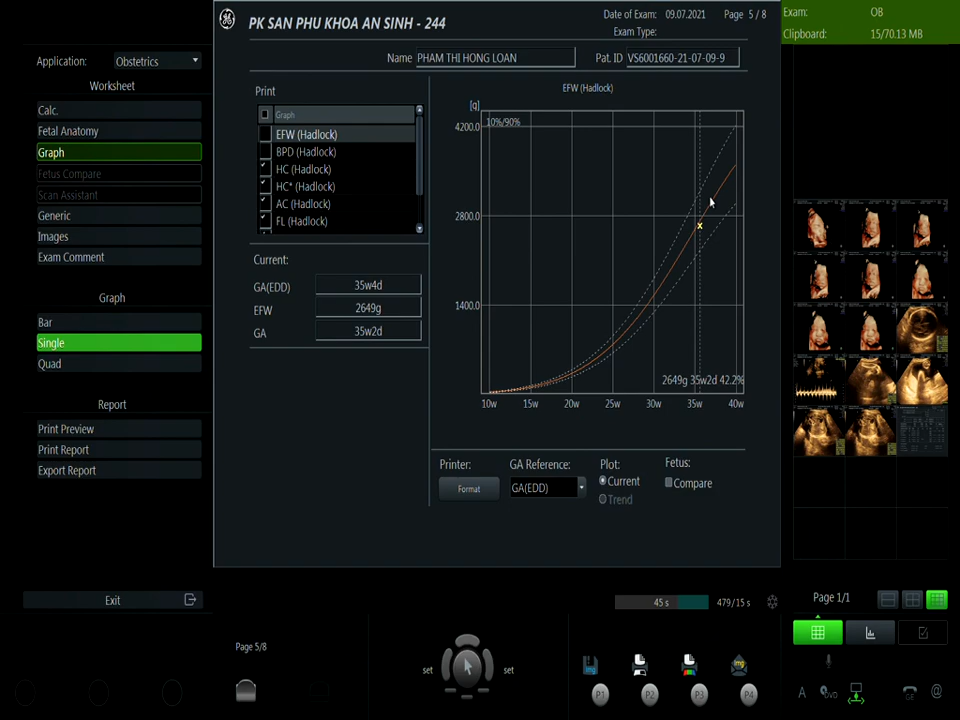 PK SAN PHU KHOA AN SINH - 244
Date of Exam: 09.07.2021 Page 5 / 8
Exam Type:
Exam: OB
Clipboard: 15/70.13 MB
Name PHAM THI HONG LOAN Pat. ID VS6001660-21-07-09-9
Application: Obstetrics
Worksheet
Calc.
Fetal Anatomy
Graph
Fetus Compare
Scan Assistant
Generic
Images
Exam Comment
Graph
Bar
Single
Quad
Report
Print Preview
Print Report
Export Report
Exit
Print
Graph
EFW (Hadlock)
BPD (Hadlock)
HC (Hadlock)
HC* (Hadlock)
AC (Hadlock)
FL (Hadlock)
Current:
GA(EDD) 35w4d
EFW 2649g
GA 35w2d
EFW (Hadlock)
[g]
10%/90%
4200.0
2800.0
1400.0
2649g 35w2d 42.2%
10w 15w 20w 25w 30w 35w 40w
Printer: GA Reference: Plot: Fetus:
Format GA(EDD) Current Compare
Trend
45 s 479/15 s
Page 1/1
Page 5/8
set set
P1 P2 P3 P4
Img
A DVD @